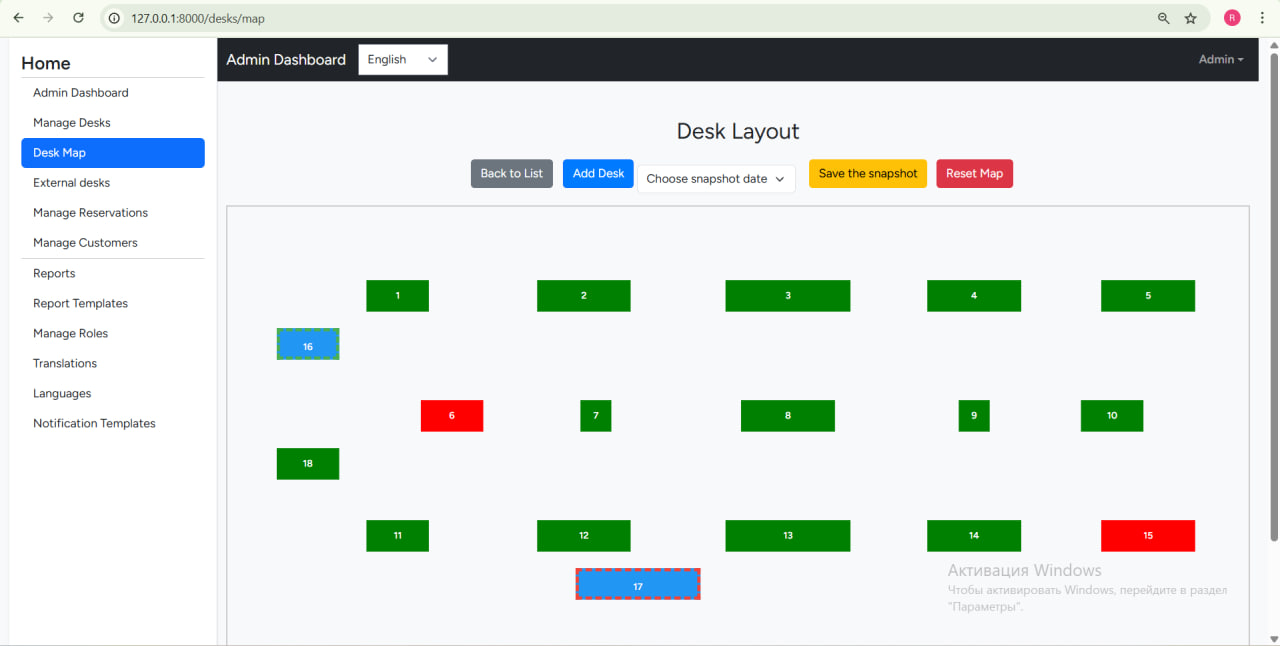 127.0.0.1:8000/desks/map
R
Home
Admin Dashboard
Manage Desks
Desk Map
External desks
Manage Reservations
Manage Customers
Reports
Report Templates
Manage Roles
Translations
Languages
Notification Templates
Admin Dashboard English Admin
Desk Layout
Back to List Add Desk Choose snapshot date Save the snapshot Reset Map
1 2 3 4 5
16
6 7 8 9 10
18
11 12 13 14 15
17
Активация Windows
Чтобы активировать Windows, перейдите в раздел
"Параметры".